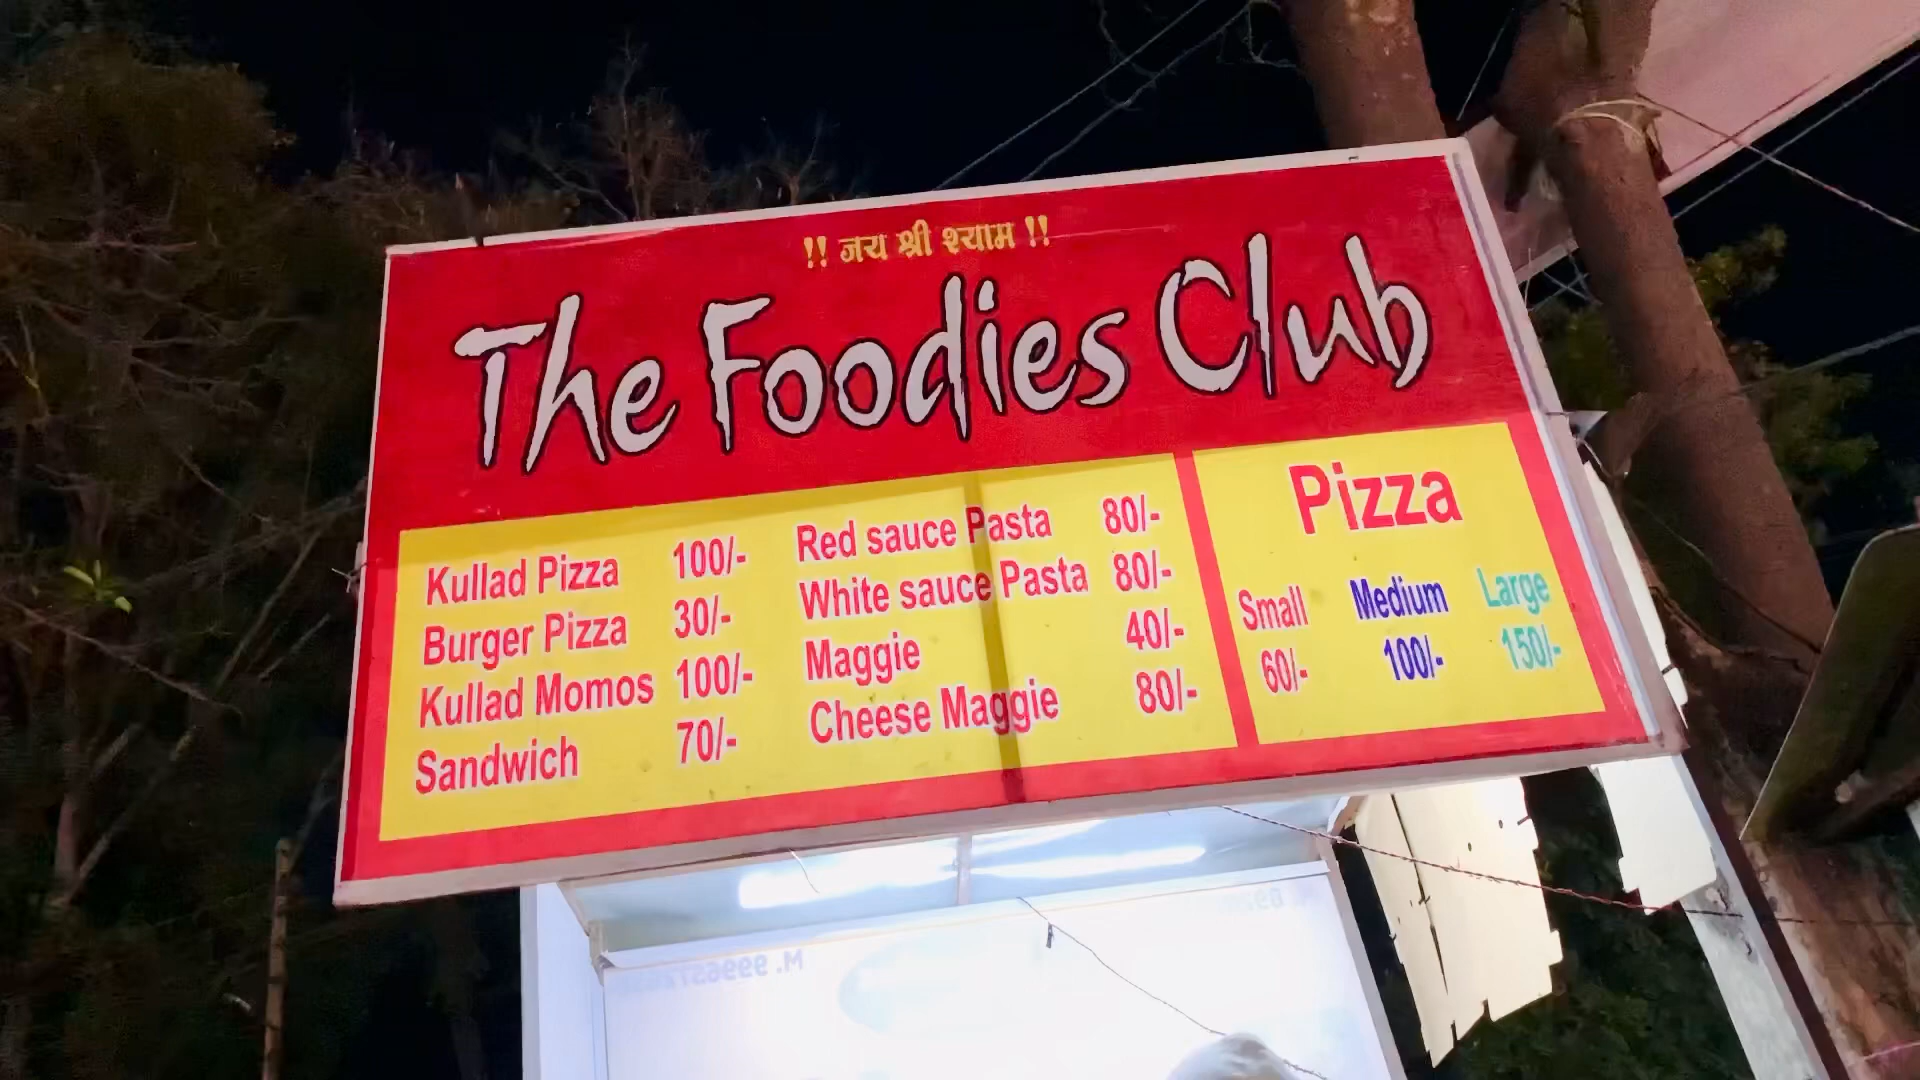 !! जय श्री श्याम !!
The Foodies Club
Kullad Pizza 100/-
Burger Pizza 30/-
Kullad Momos 100/-
Sandwich 70/-
Red sauce Pasta 80/-
White sauce Pasta 80/-
Maggie 40/-
Cheese Maggie 80/-
Pizza
Small Medium Large
60/- 100/- 150/-